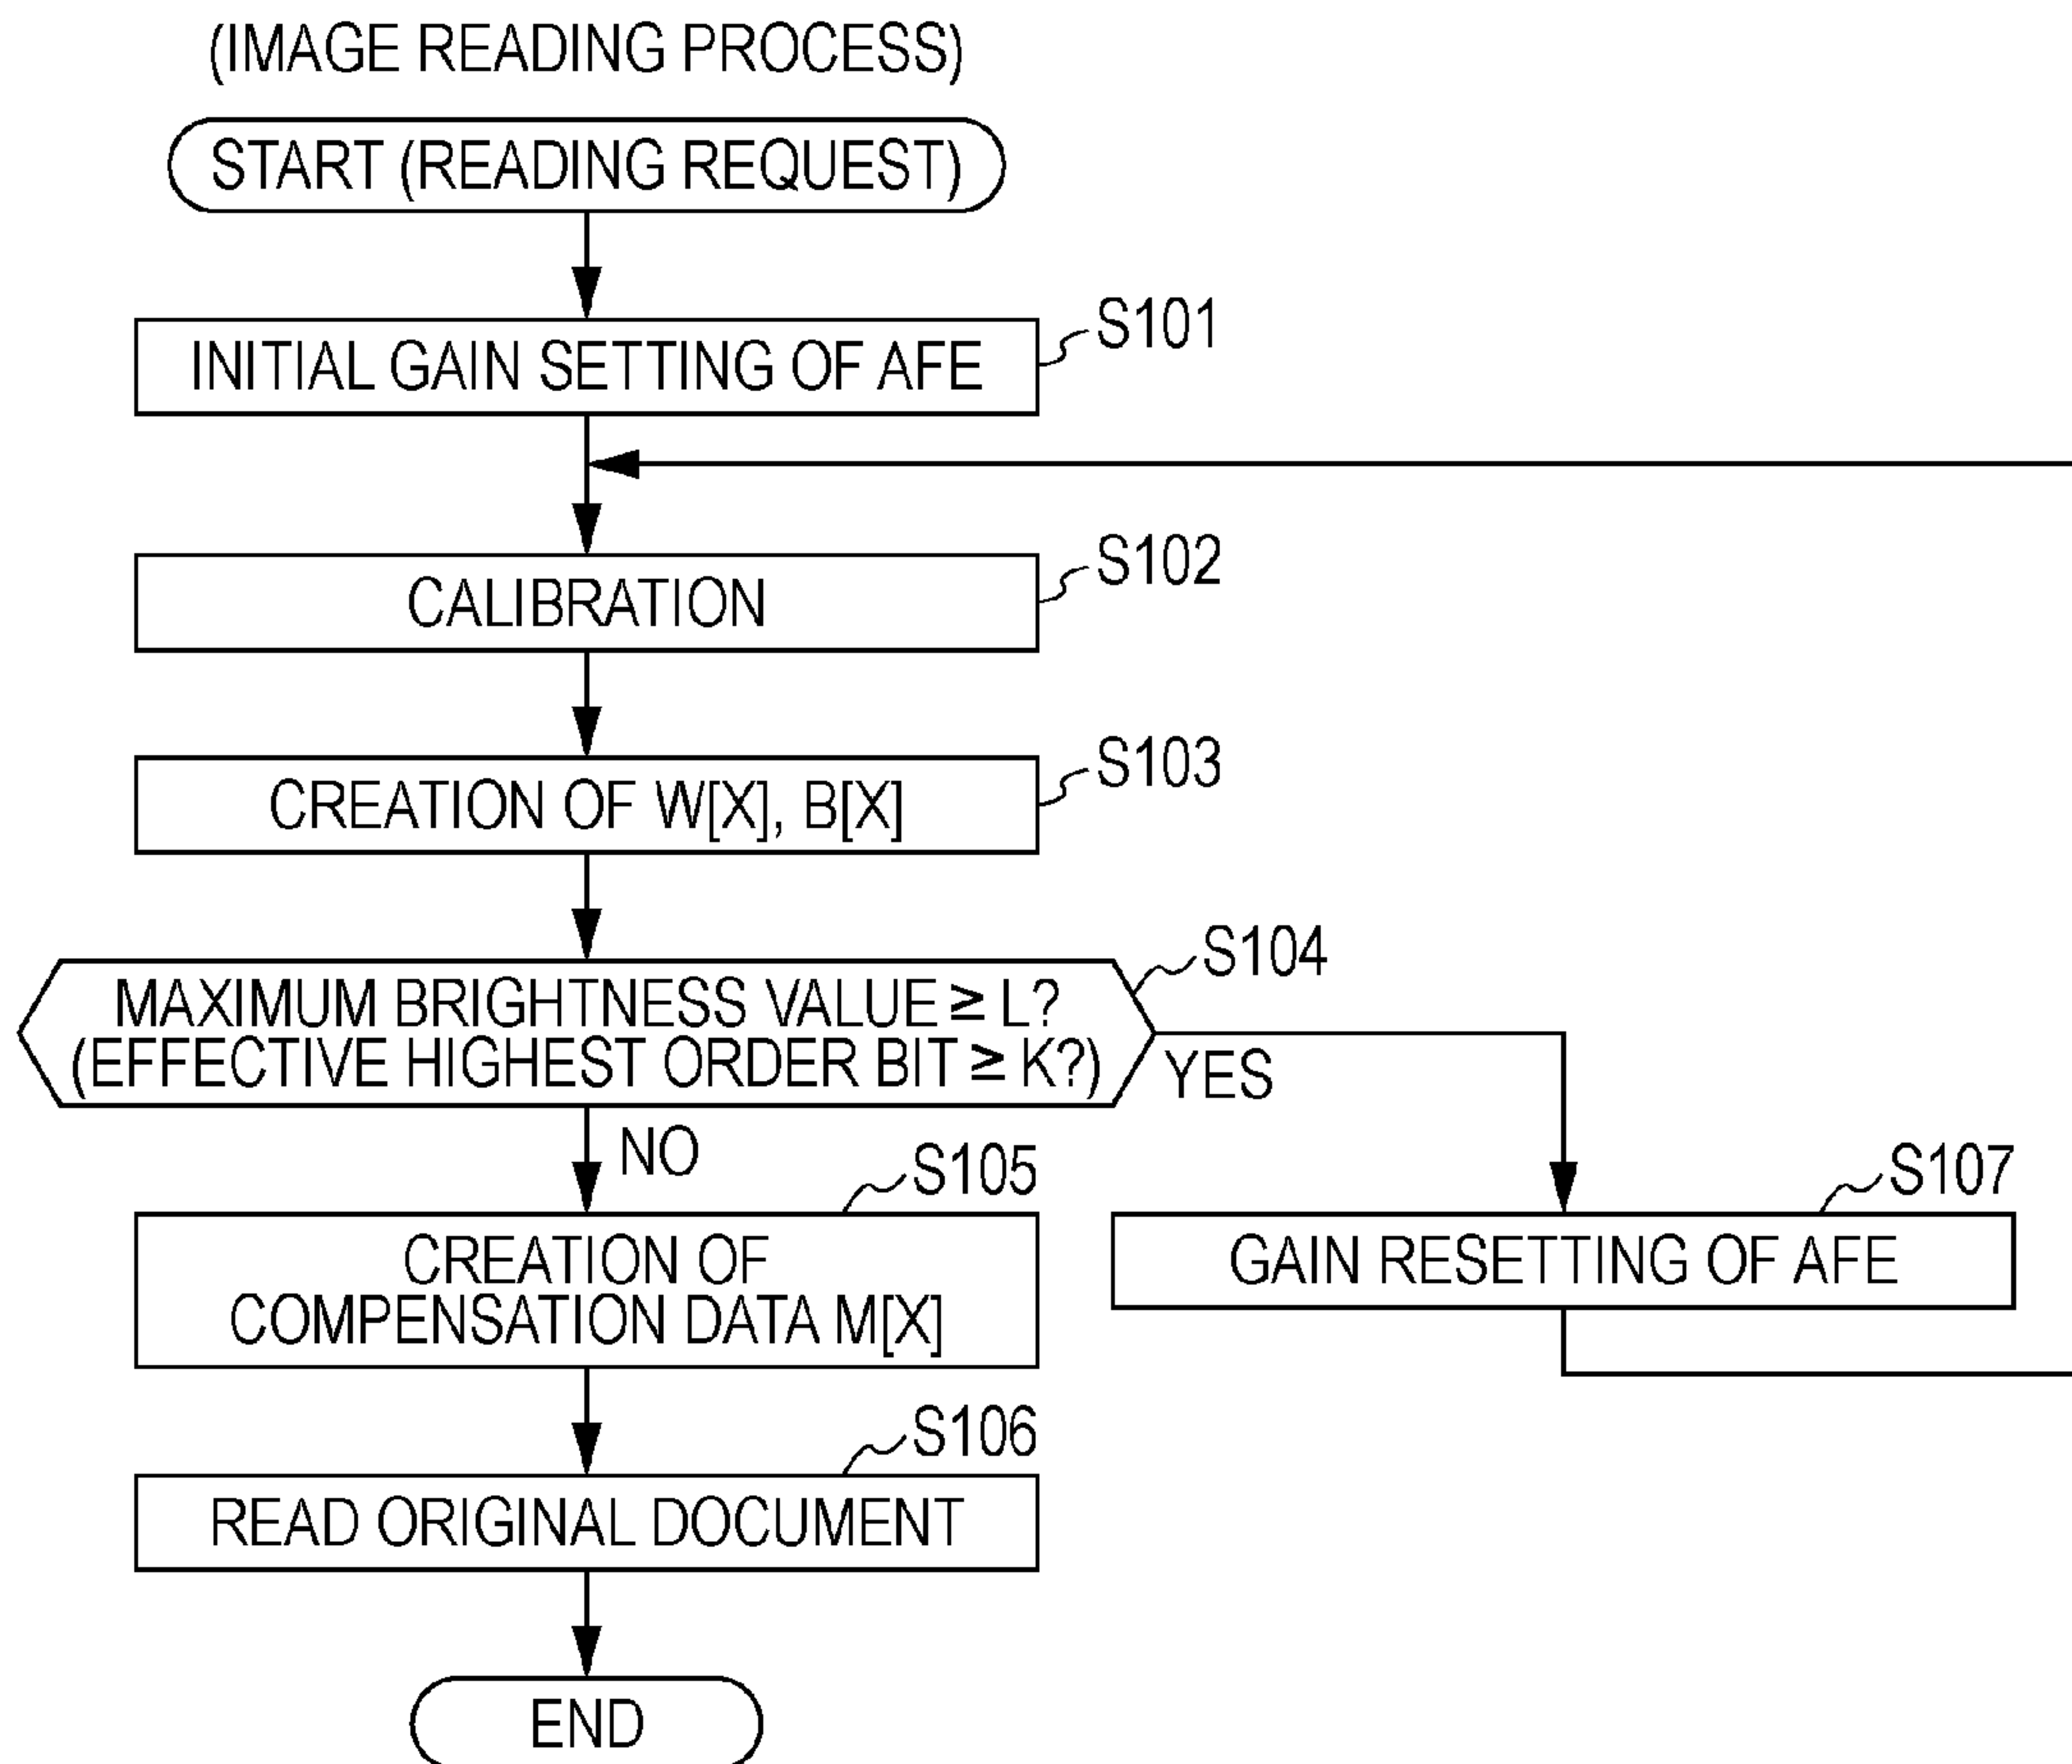 (IMAGE READING PROCESS)
START (READING REQUEST)
S101
INITIAL GAIN SETTING OF AFE
S102
CALIBRATION
S103
CREATION OF W[X], B[X]
S104
MAXIMUM BRIGHTNESS VALUE ≥ L?
(EFFECTIVE HIGHEST ORDER BIT ≥ K?)
YES
NO
S105
CREATION OF
COMPENSATION DATA M[X]
S107
GAIN RESETTING OF AFE
S106
READ ORIGINAL DOCUMENT
END